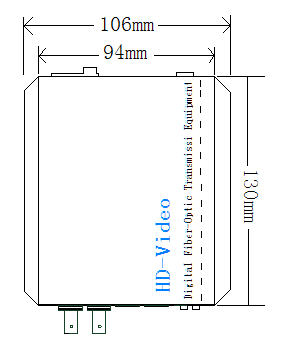 106mm
94mm
130mm
HD-Video
Digital Fiber-Optic Transmissi Equipment